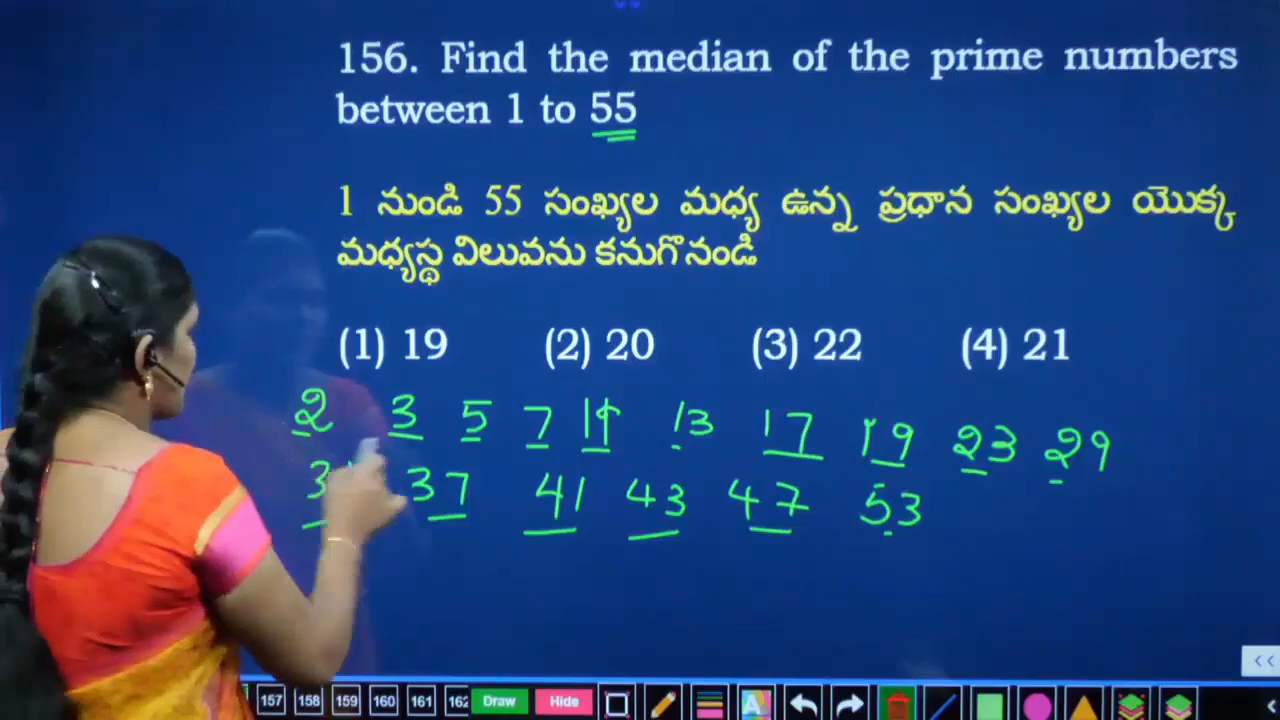 156. Find the median of the prime numbers
between 1 to 55
1 నుండి 55 సంఖ్యల మధ్య ఉన్న ప్రధాన సంఖ్యల యొక్క
మధ్యస్థ విలువను కనుగొనండి
(1) 19 (2) 20 (3) 22 (4) 21
2 3 5 7 11 13 17 19 23 29
37 41 43 47 53
157 158 159 160 161 162 Draw Hide